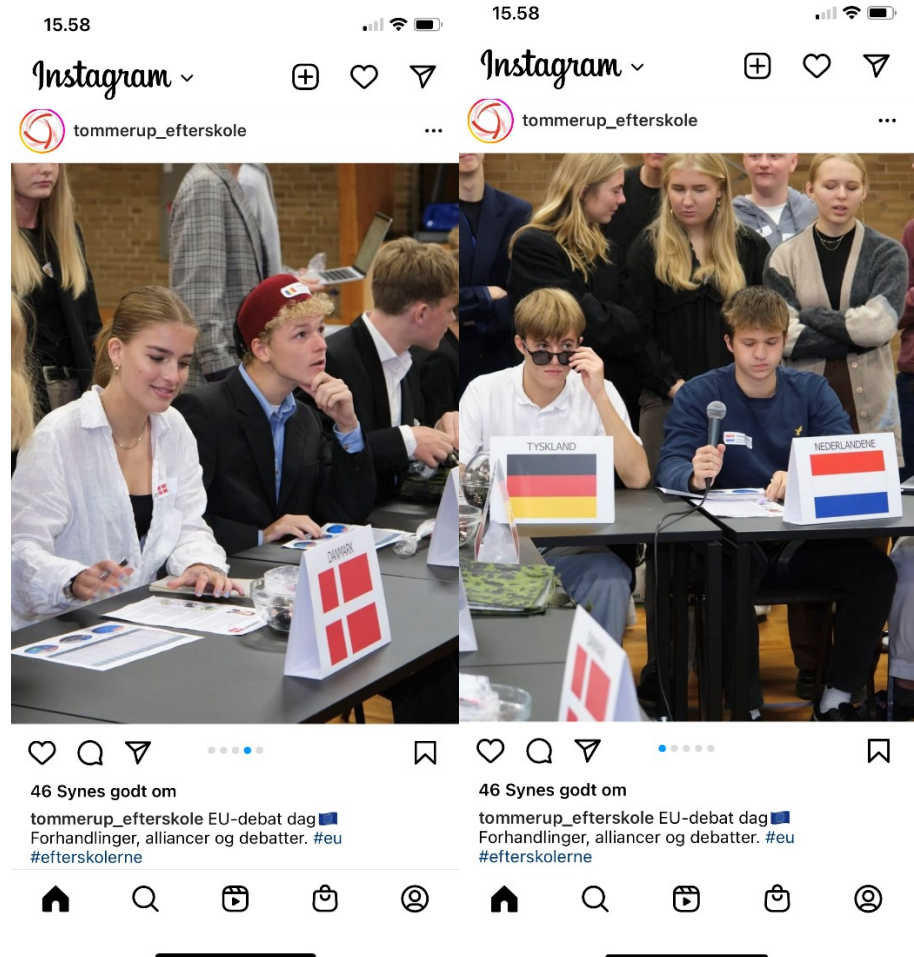 15.58
Instagram
tommerup_efterskole
DANMARK
46 Synes godt om
tommerup_efterskole EU-debat dag🇪🇺
Forhandlinger, alliancer og debatter. #eu
#efterskolerne
15.58
Instagram
tommerup_efterskole
TYSKLAND
NEDERLANDENE
46 Synes godt om
tommerup_efterskole EU-debat dag🇪🇺
Forhandlinger, alliancer og debatter. #eu
#efterskolerne